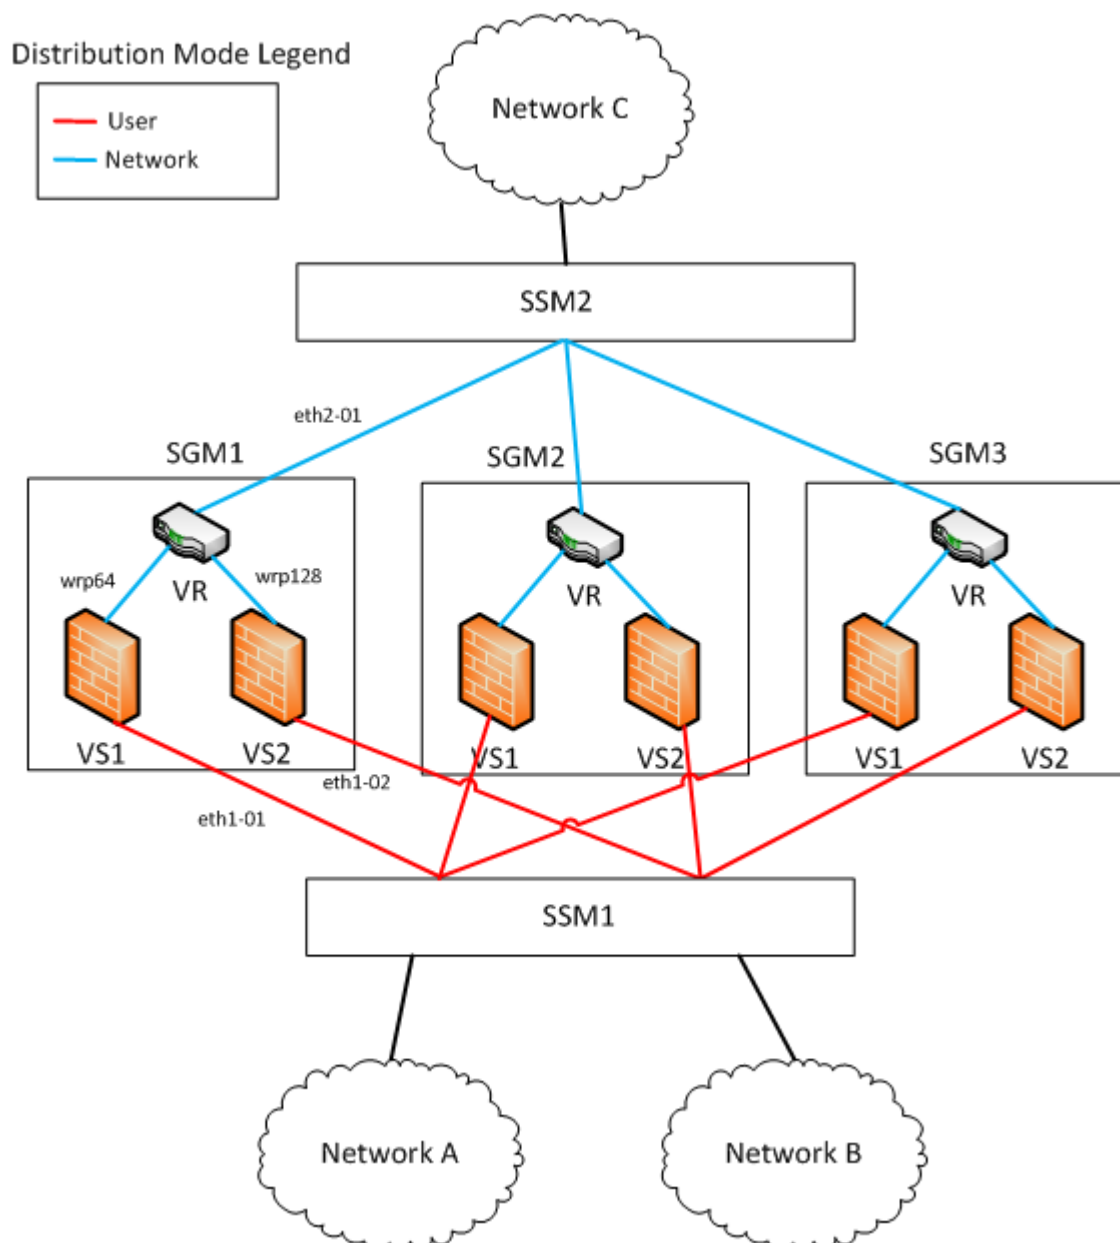 Distribution Mode Legend
User
Network
Network C
SSM2
eth2-01
SGM1
SGM2
SGM3
wrp64
wrp128
VR
VR
VR
VS1
VS2
VS1
VS2
VS1
VS2
eth1-02
eth1-01
SSM1
Network A
Network B